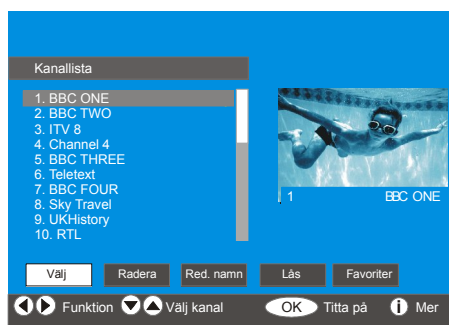 Kanallista
1. BBC ONE
2. BBC TWO
3. ITV 8
4. Channel 4
5. BBC THREE
6. Teletext
7. BBC FOUR
8. Sky Travel
9. UKHistory
10. RTL
1 BBC ONE
Välj Radera Red. namn Lås Favoriter
Funktion Välj kanal OK Titta på i Mer